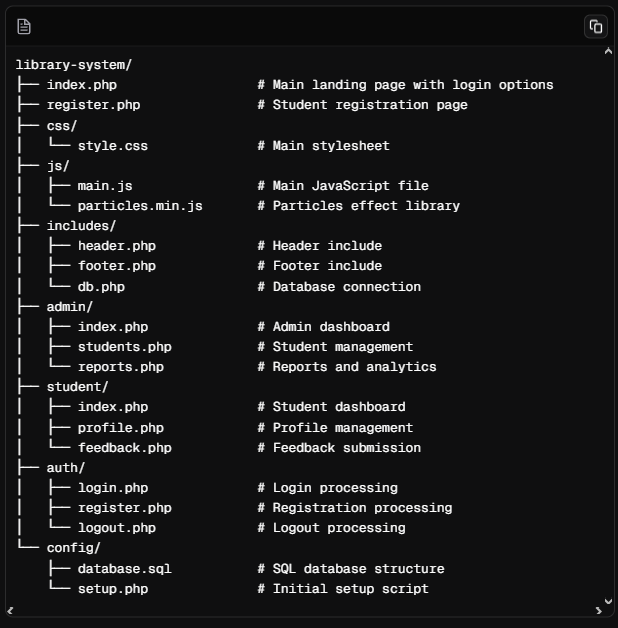 library-system/
├── index.php                  # Main landing page with login options
├── register.php               # Student registration page
├── css/
│   └── style.css              # Main stylesheet
├── js/
│   ├── main.js                # Main JavaScript file
│   └── particles.min.js       # Particles effect library
├── includes/
│   ├── header.php             # Header include
│   ├── footer.php             # Footer include
│   └── db.php                 # Database connection
├── admin/
│   ├── index.php              # Admin dashboard
│   ├── students.php           # Student management
│   └── reports.php            # Reports and analytics
├── student/
│   ├── index.php              # Student dashboard
│   ├── profile.php            # Profile management
│   └── feedback.php           # Feedback submission
├── auth/
│   ├── login.php              # Login processing
│   ├── register.php           # Registration processing
│   └── logout.php             # Logout processing
└── config/
    ├── database.sql           # SQL database structure
    └── setup.php              # Initial setup script